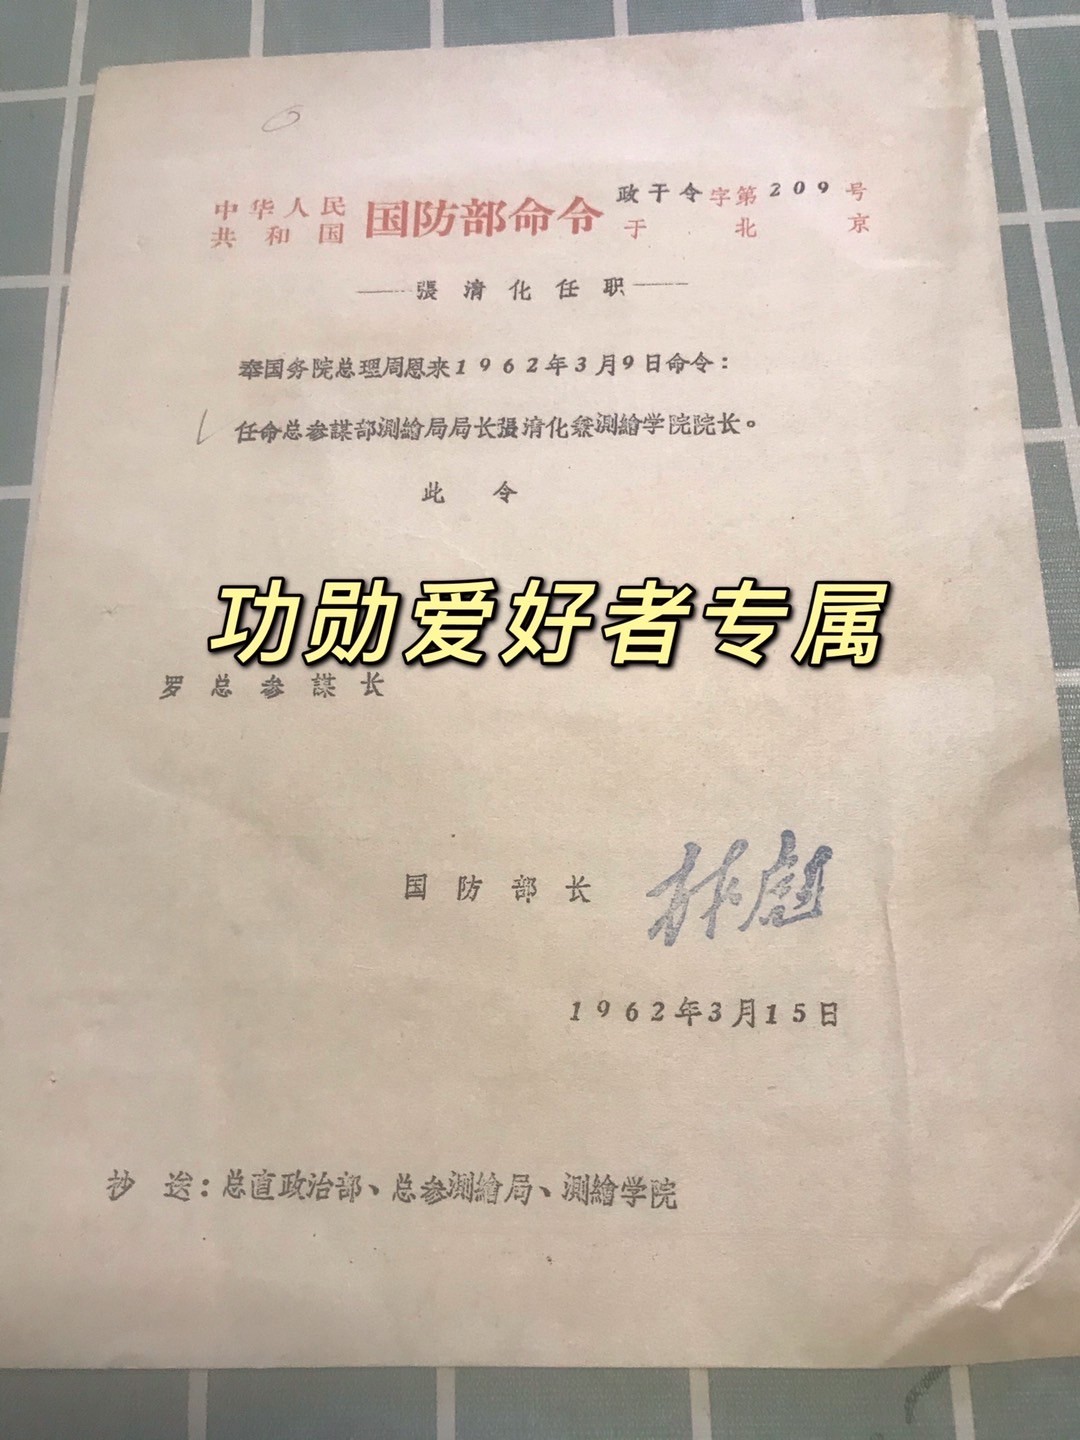 中华人民
共和国
国防部命令
政干令字第209号
于北京
——張清化任职——
奉国务院总理周恩来1962年3月9日命令：
任命总参謀部測繪局局长張清化兼測繪学院院长。
此令
功勋爱好者专属
罗总参謀长
国防部长 林彪
1962年3月15日
抄送：总直政治部、总参測繪局、測繪学院